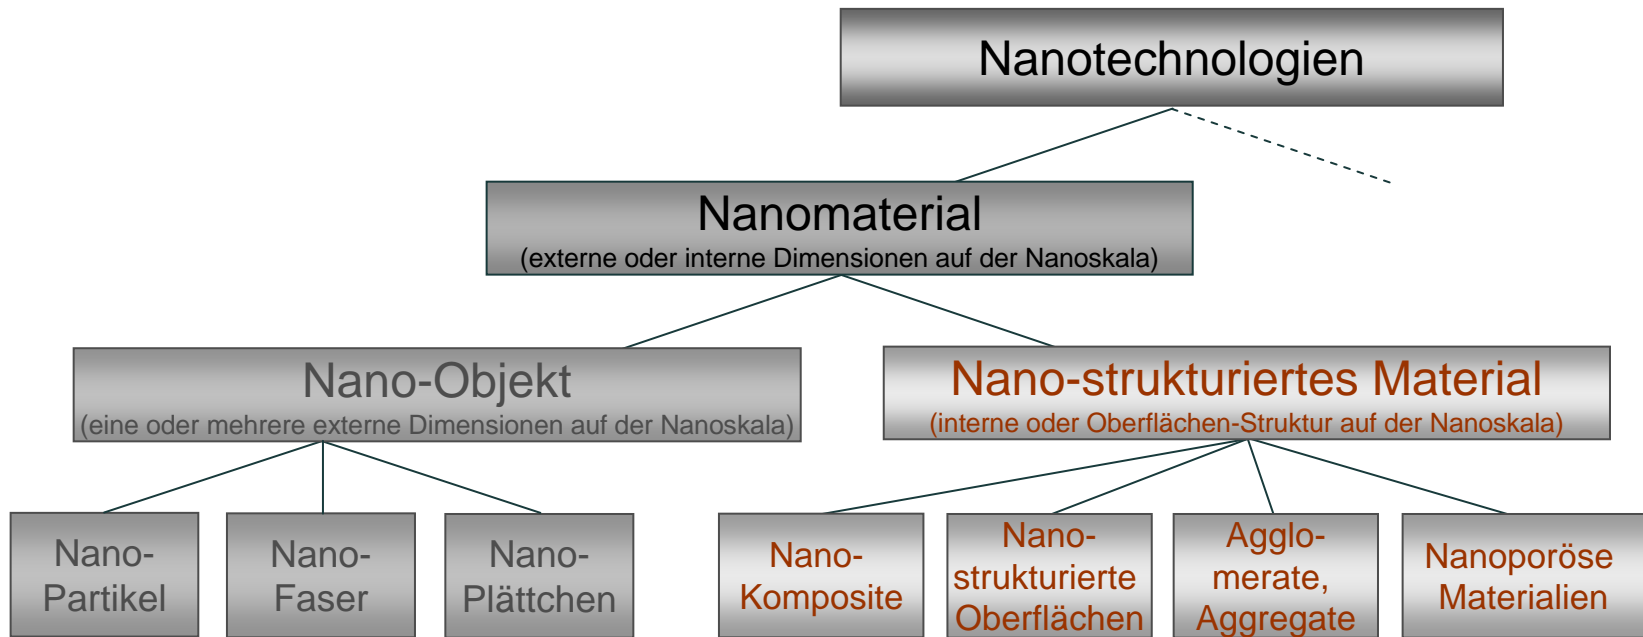 Nanotechnologien
Nanomaterial
(externe oder interne Dimensionen auf der Nanoskala)
Nano-Objekt
(eine oder mehrere externe Dimensionen auf der Nanoskala)
Nano-strukturiertes Material
(interne oder Oberflächen-Struktur auf der Nanoskala)
Nano-
Partikel
Nano-
Faser
Nano-
Plättchen
Nano-
Komposite
Nano-
strukturierte
Oberflächen
Agglo-
merate,
Aggregate
Nanoporöse
Materialien